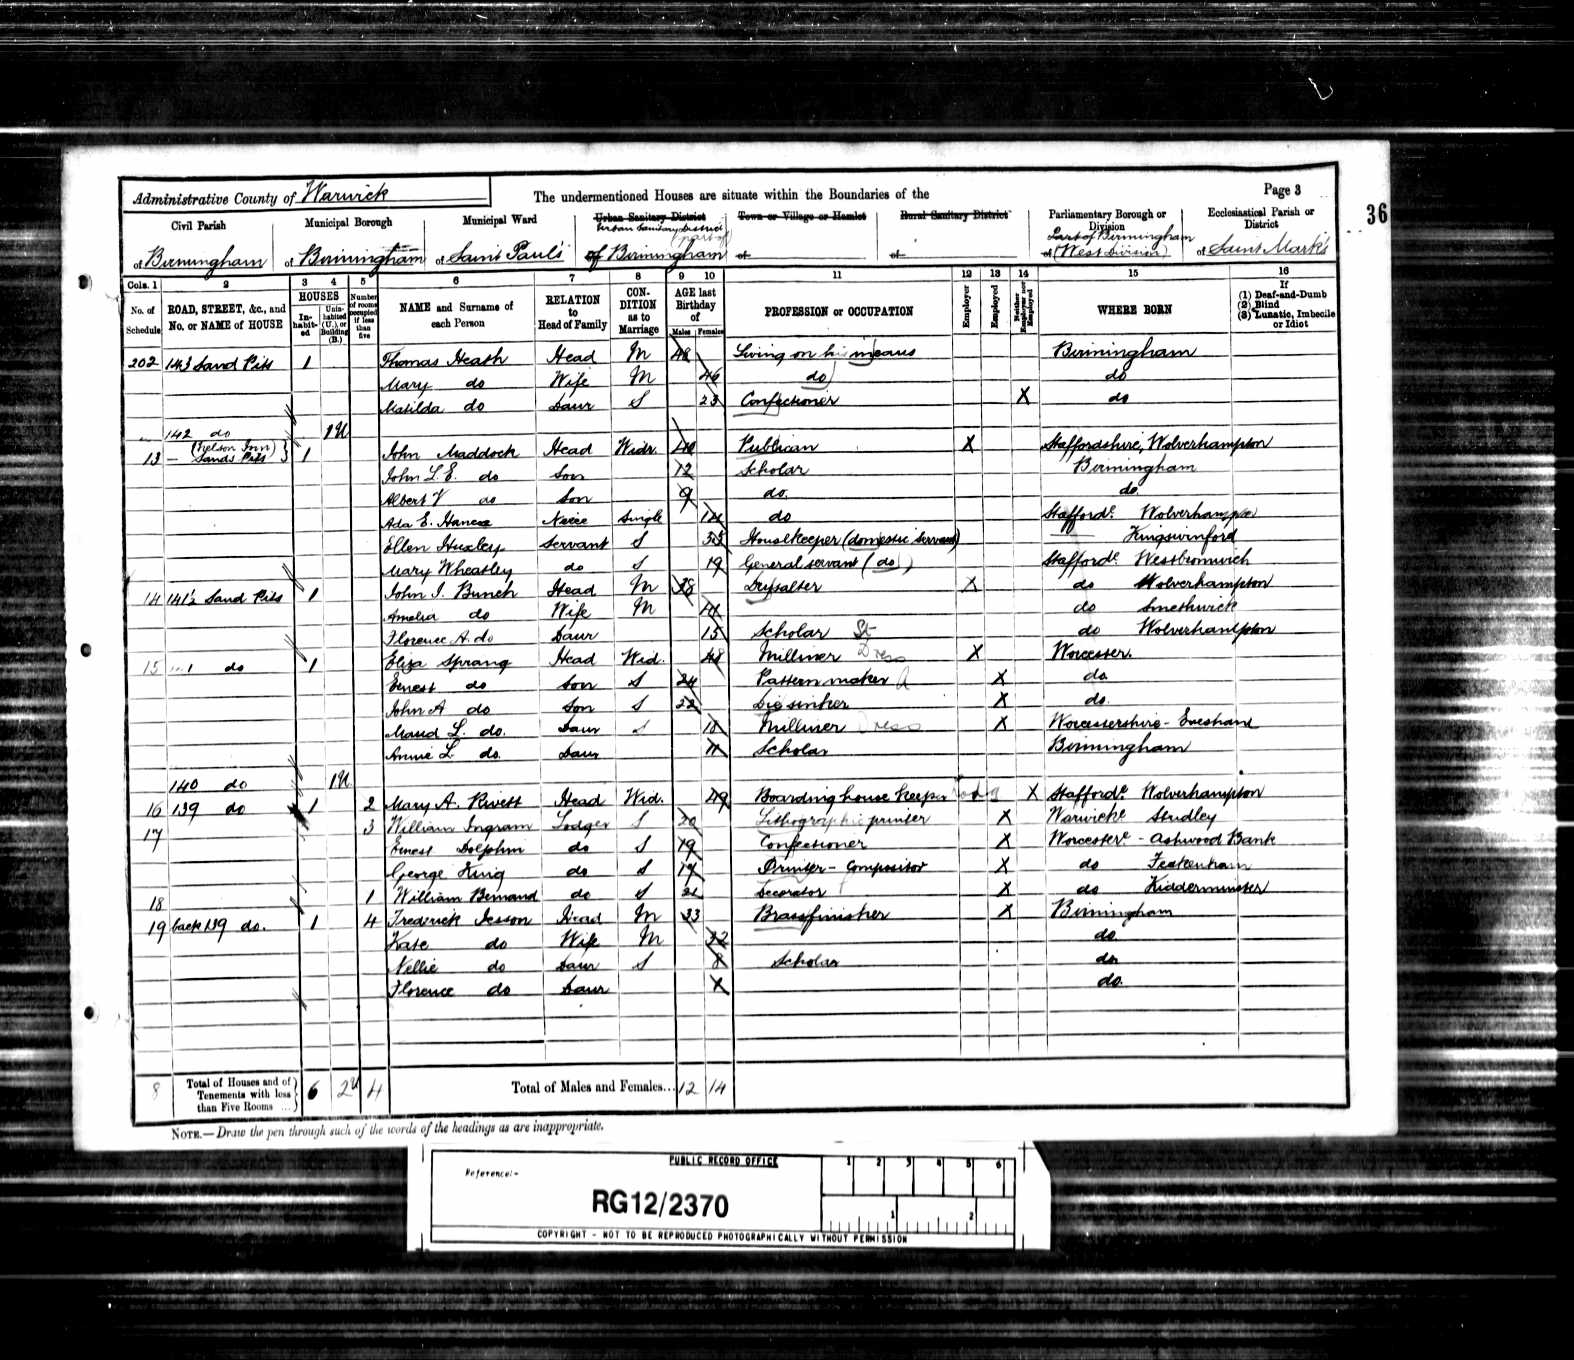 Administrative County of Warwick
The undermentioned Houses are situate within the Boundaries of the
Page 3
36
Civil Parish
Municipal Borough
Municipal Ward
Urban Sanitary District
Urban Sanitary District
(part of)
Town or Village or Hamlet
Rural Sanitary District
Parliamentary Borough or Division
Ecclesiastical Parish or District
of Birmingham
of Birmingham
of Saint Paul's
of Birmingham
of
of
Part of Birmingham
of (West Division)
of Saint Mark's
Cols. 1 2 3 4 5 6 7 8 9 10 11 12 13 14 15 16
No. of Schedule
ROAD, STREET, &c., and No. or NAME of HOUSE
HOUSES
In-habit-ed
Unin-habited (U.), or Building (B.)
Number of rooms occupied if less than five
NAME and Surname of each Person
RELATION to Head of Family
CON-DITION as to Marriage
AGE last Birthday of
Males Females
PROFESSION or OCCUPATION
Employer
Employed
Neither Employer nor Employed
WHERE BORN
If
(1) Deaf-and-Dumb
(2) Blind
(3) Lunatic, Imbecile or Idiot
202 143 Sand Pits 1 Thomas Heath Head M 48 Living on his means Birmingham
Mary do Wife M 46 do do
Matilda do Daur S 23 Confectioner X do
142 do 1U
13 (Nelson Inn) Sands Pits 1 John Maddock Head Widr. 40 Publican X Staffordshire, Wolverhampton
John L. E. do Son 12 Scholar Birmingham
Albert V do Son 9 do. do.
Ada E. Niece Single 14 do Staffordе. Wolverhampton
Ellen Huxley Servant S 33 Housekeeper (domestic servant) Kingswinford
Mary Wheatley do S 19 General servant (do) Stafforde. Westbromwich
14 141½ Sand Pits 1 John I. Bunch Head M 38 Drysalter X do Wolverhampton
Amelia do Wife M 41 do Smethwick
Florence A. do Daur 15 Scholar St do Wolverhampton
15 do 1 Eliza Sprang Head Wid. 48 Milliner Dress X Worcester.
Ernest do Son S 24 Pattern maker X do.
John A do Son S 22 Die sinker X do.
Maud L. do. Daur S 18 Milliner Dress X Worcestershire - Evesham
Annie L do. Daur 11 Scholar Birmingham
140 do 1U
16 139 do 1 2 Mary A. Rivett Head Wid. 49 Boarding house keeper X Stafforde. Wolverhampton
17 3 William Ingram Lodger S 20 Lithographic printer X Warwicke Studley
Ernest Dolphin do S 19 Confectioner X Worcestere - Astwood Bank
George King do S 17 Printer - Compositor X do Feckenham
18 1 William Bemand do S 21 Decorator X do Kidderminster
19 back 139 do. 1 4 Frederick Jesson Head M 33 Brassfinisher X Birmingham
Kate do Wife M 32 do.
Nellie do Daur S 8 Scholar do.
Florence do Daur do.
8 Total of Houses and of Tenements with less than Five Rooms ... 6 2U 4 Total of Males and Females... 12 14
NOTE.—Draw the pen through such of the words of the headings as are inappropriate.
PUBLIC RECORD OFFICE
1 2 3 4 5 6
Reference:-
RG12/2370
1 2
COPYRIGHT - NOT TO BE REPRODUCED PHOTOGRAPHICALLY WITHOUT PERMISSION